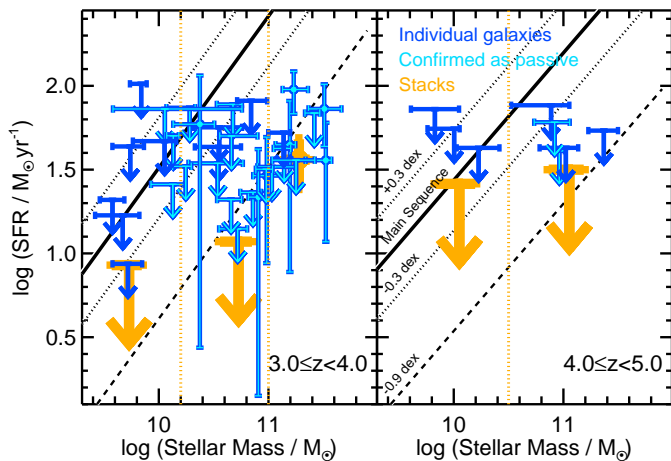 Individual galaxies
Confirmed as passive
Stacks
2.0
1.5
1.0
0.5
log (SFR / M⊙yr⁻¹)
+0.3 dex
Main Sequence
-0.3 dex
-0.9 dex
3.0≤z<4.0
4.0≤z<5.0
10
11
10
11
log (Stellar Mass / M⊙)
log (Stellar Mass / M⊙)